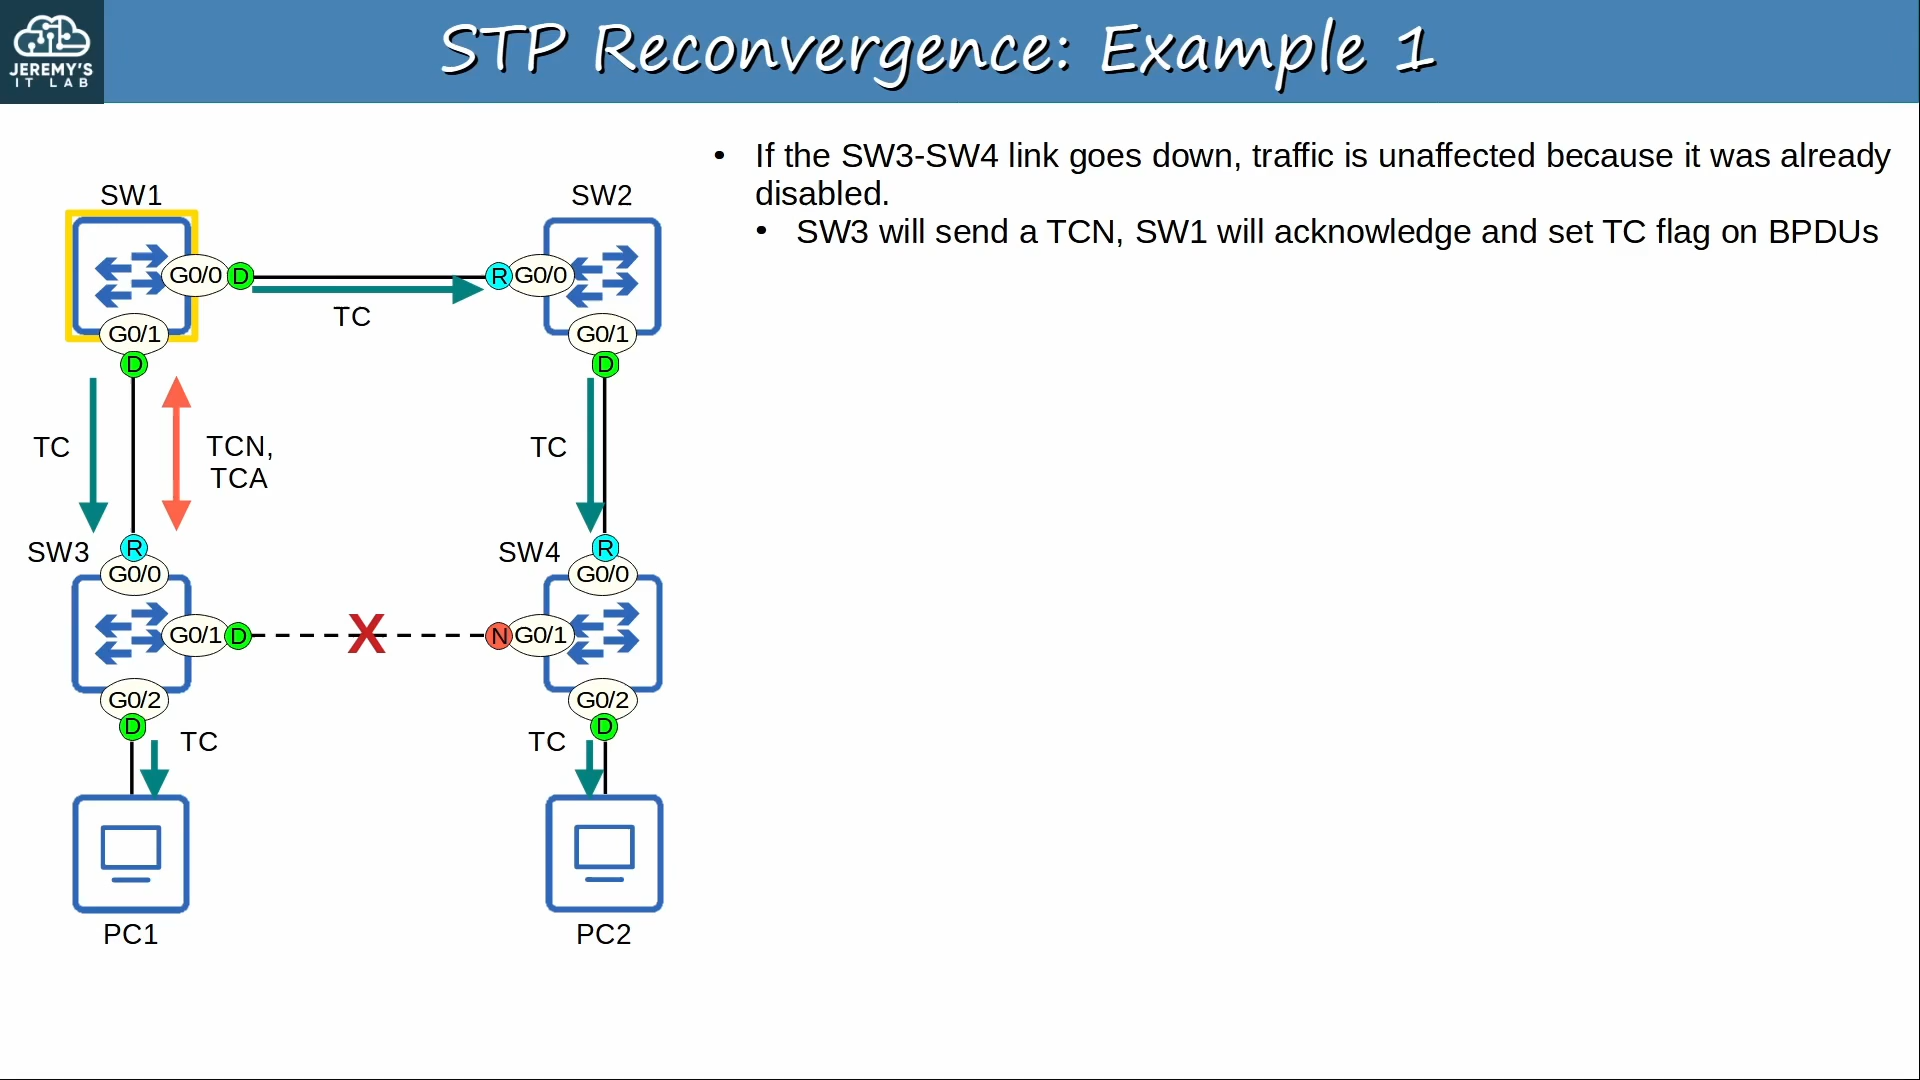 JEREMY'S
IT LAB
STP Reconvergence: Example 1
• If the SW3-SW4 link goes down, traffic is unaffected because it was already
disabled.
• SW3 will send a TCN, SW1 will acknowledge and set TC flag on BPDUs
SW1
SW2
G0/0 D
R G0/0
TC
G0/1
G0/1
D
D
TC
TCN,
TCA
TC
SW3
R
SW4
R
G0/0
G0/0
G0/1 D
X
N G0/1
G0/2
G0/2
D
D
TC
TC
PC1
PC2